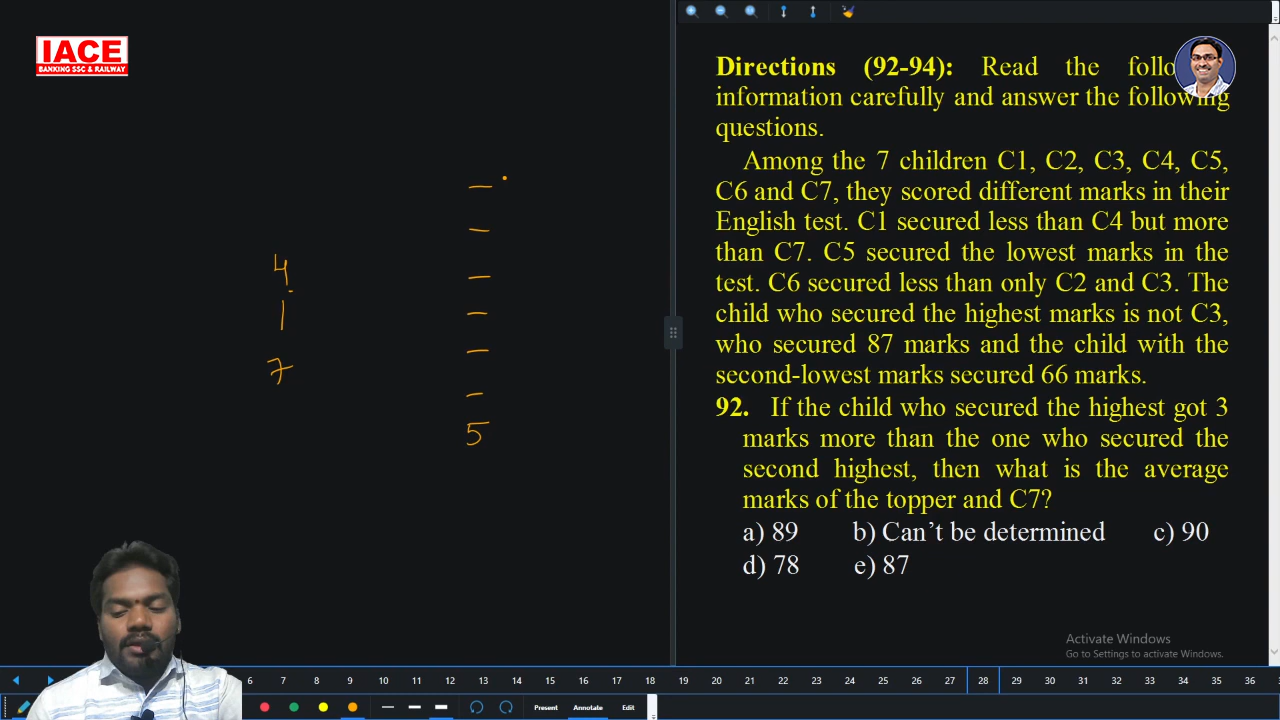 IACE
BANKING SSC & RAILWAY
4
1
7
5
Directions (92-94): Read the
information carefully and answer the following
questions.
Among the 7 children C1, C2, C3, C4, C5,
C6 and C7, they scored different marks in their
English test. C1 secured less than C4 but more
than C7. C5 secured the lowest marks in the
test. C6 secured less than only C2 and C3. The
child who secured the highest marks is not C3,
who secured 87 marks and the child with the
second-lowest marks secured 66 marks.
92. If the child who secured the highest got 3
marks more than the one who secured the
second highest, then what is the average
marks of the topper and C7?
a) 89 b) Can’t be determined c) 90
d) 78 e) 87
Activate Windows
Go to Settings to activate Windows.
6 7 8 9 10 11 12 13 14 15 16 17 18 19 20 21 22 23 24 25 26 27 28 29 30 31 32 33 34 35 36
Present Annotate Edit